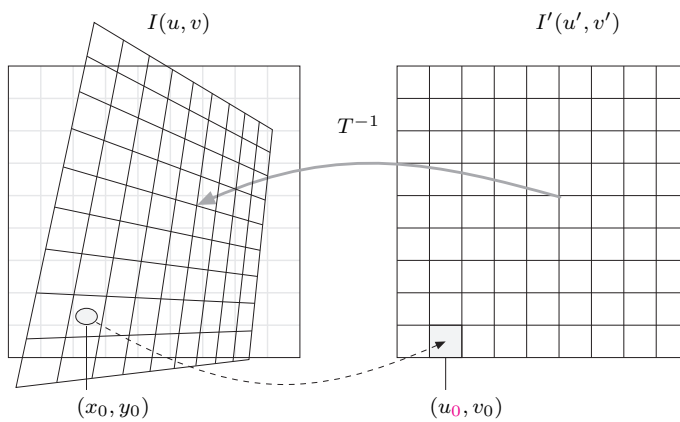 I(u, v)
I′(u′, v′)
T⁻¹
(x₀, y₀)
(u₀, v₀)